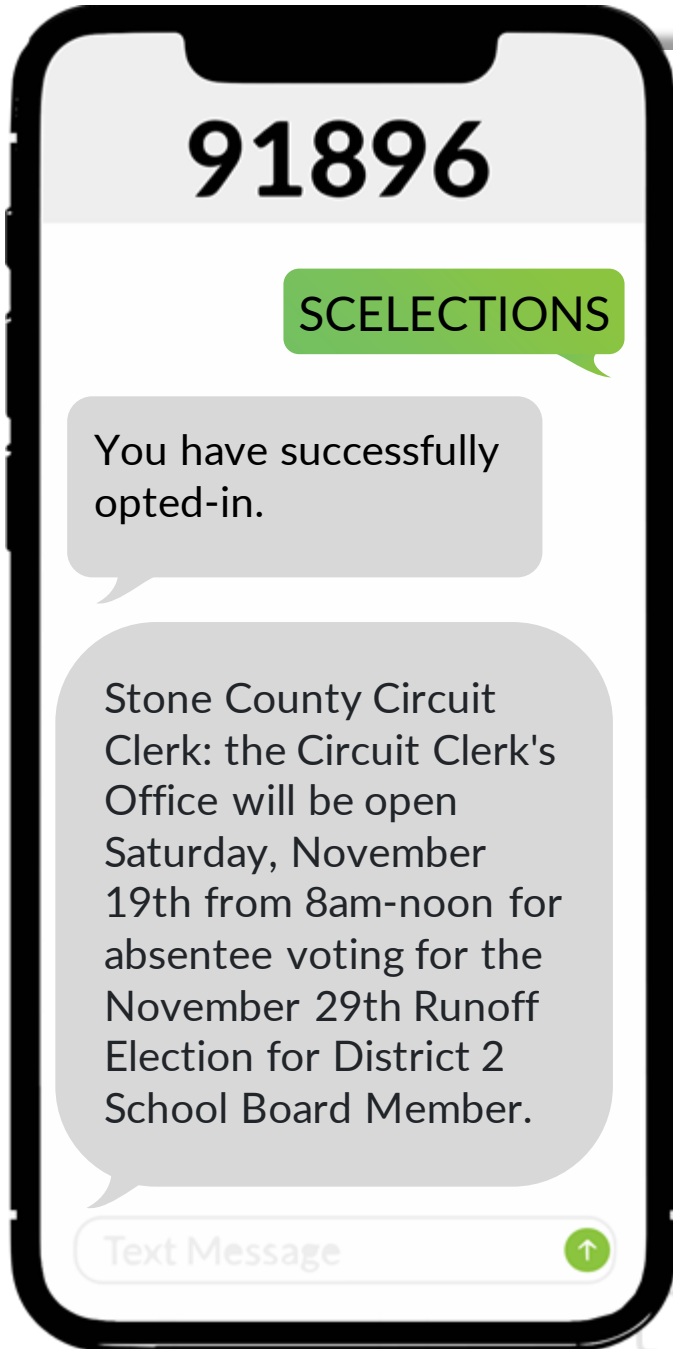 91896
SCELECTIONS
You have successfully
opted-in.
Stone County Circuit
Clerk: the Circuit Clerk's
Office will be open
Saturday, November
19th from 8am-noon for
absentee voting for the
November 29th Runoff
Election for District 2
School Board Member.
Text Message